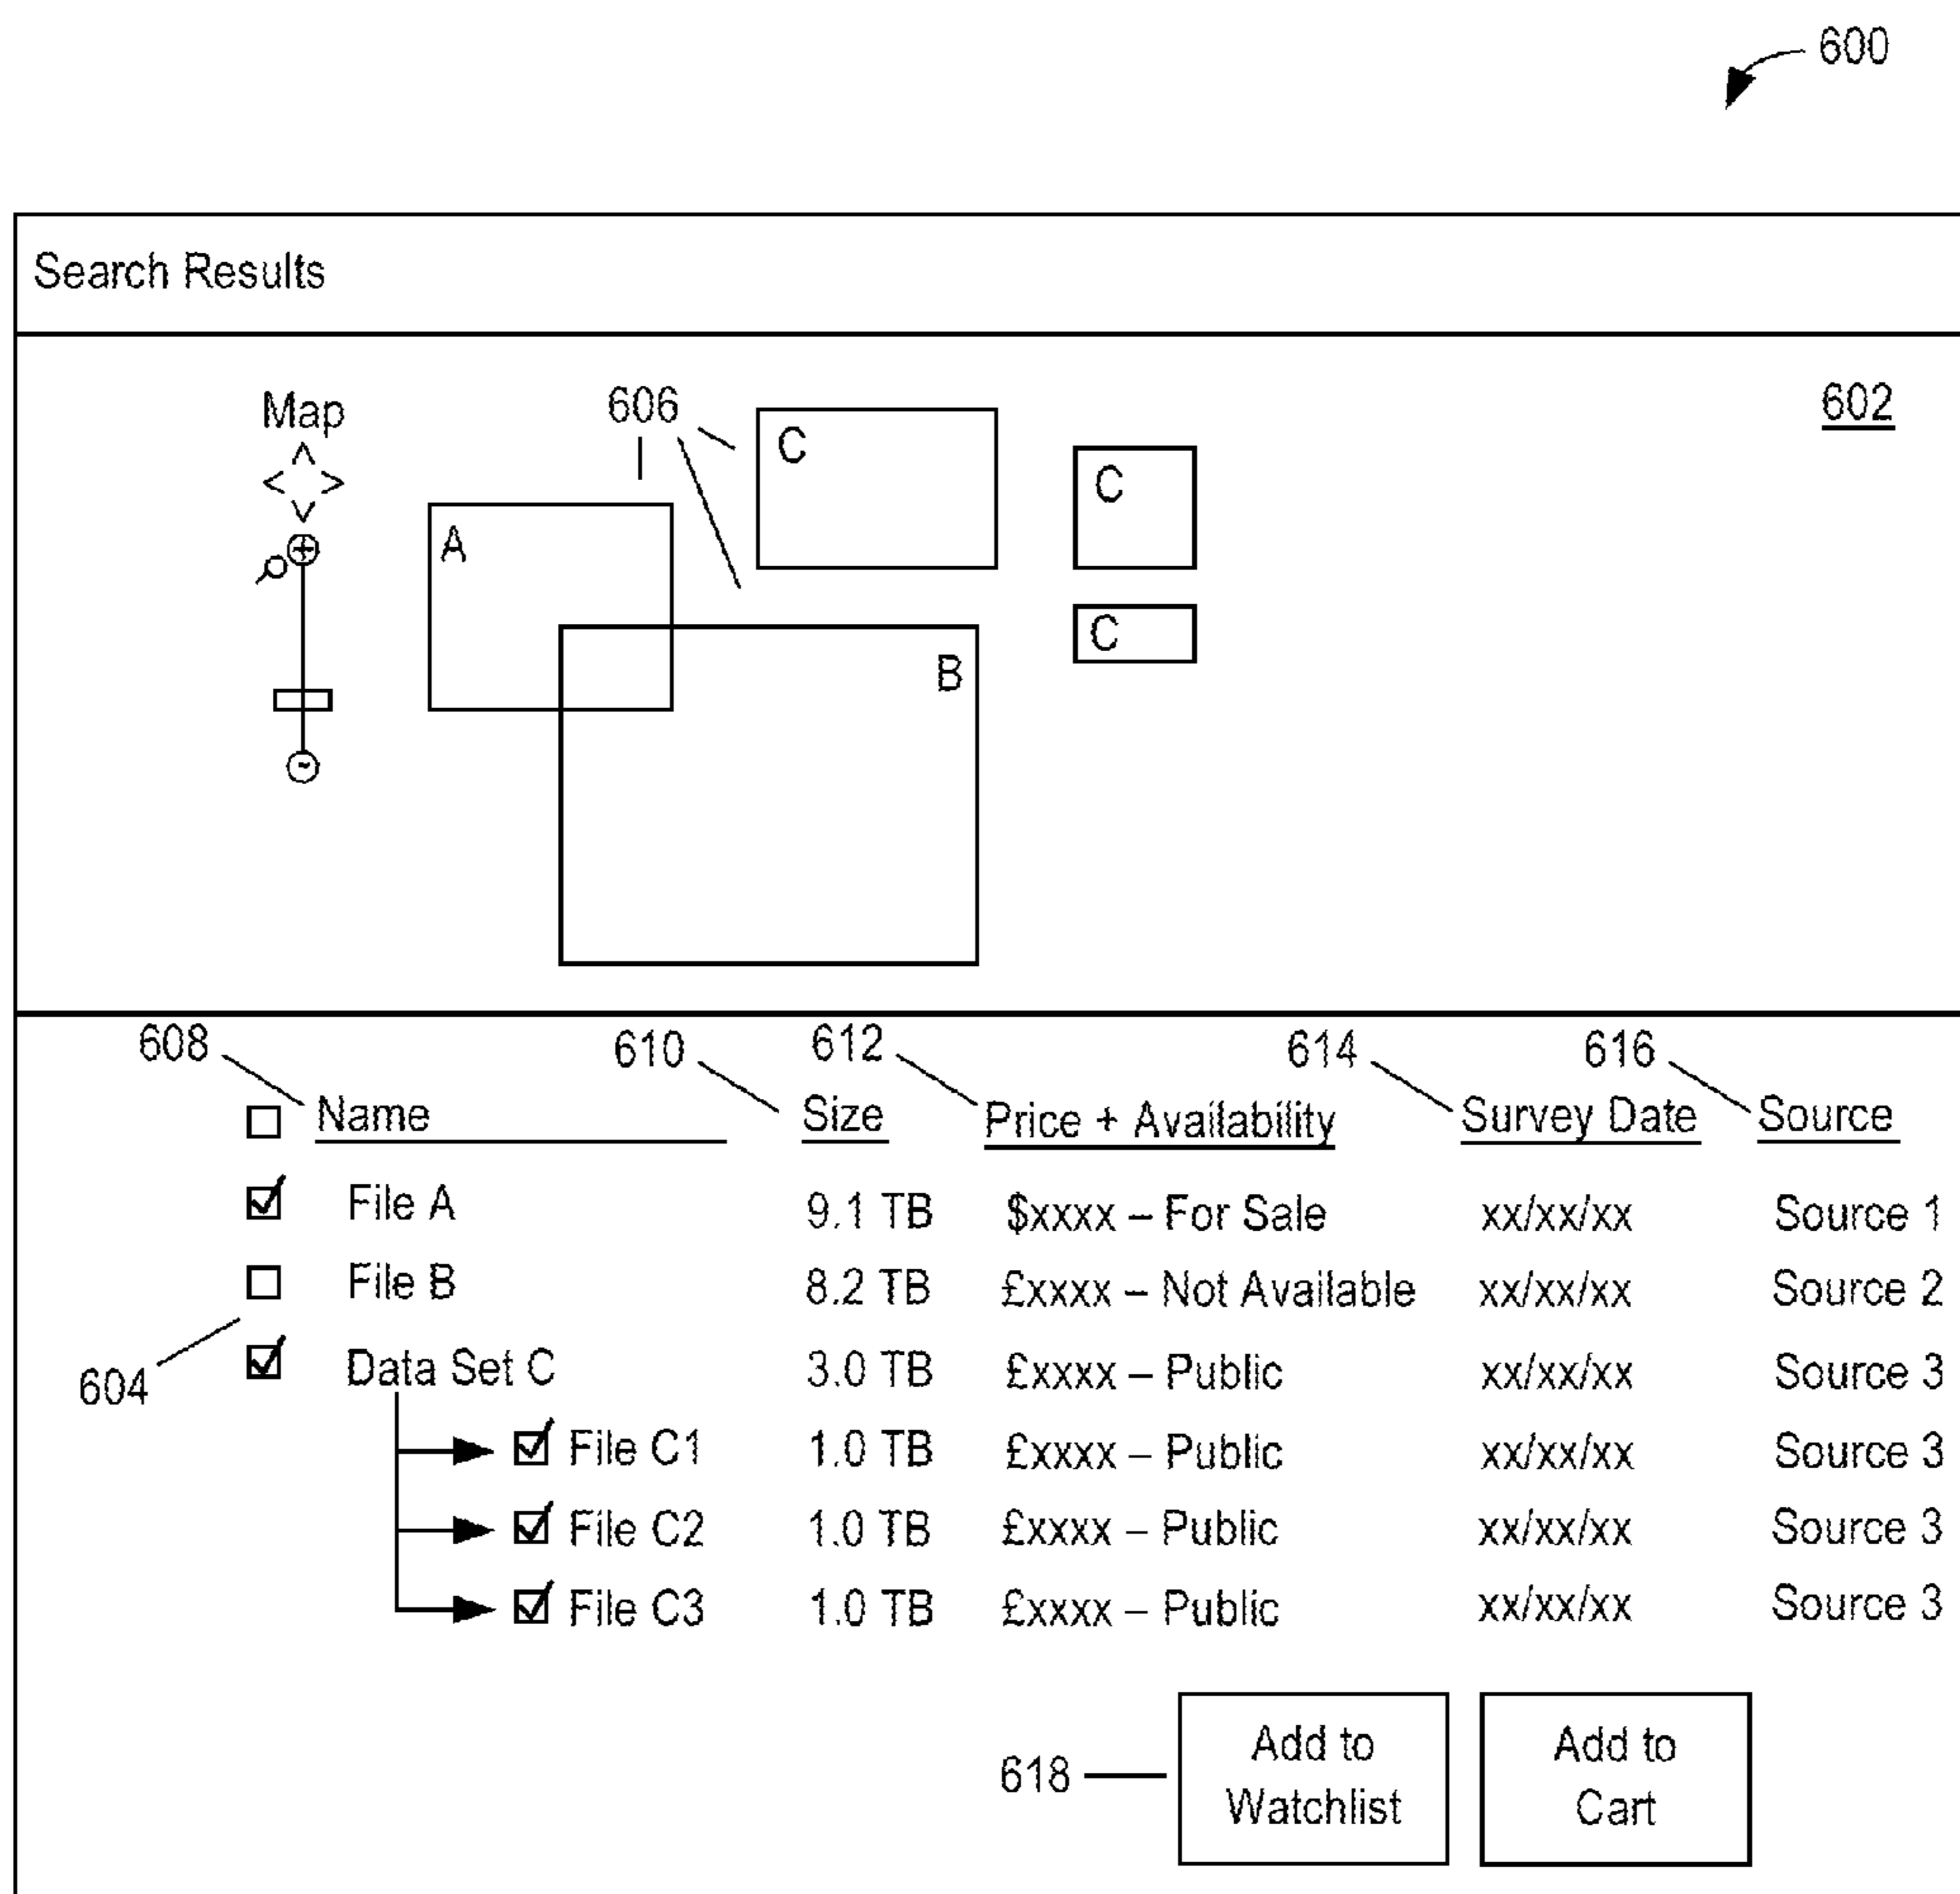 600
Search Results
Map
606
602
C
C
A
C
B
608
610
612
614
616
Name
Size
Price + Availability
Survey Date
Source
File A 9.1 TB $xxxx – For Sale xx/xx/xx Source 1
File B 8.2 TB £xxxx – Not Available xx/xx/xx Source 2
604
Data Set C 3.0 TB £xxxx – Public xx/xx/xx Source 3
File C1 1.0 TB £xxxx – Public xx/xx/xx Source 3
File C2 1.0 TB £xxxx – Public xx/xx/xx Source 3
File C3 1.0 TB £xxxx – Public xx/xx/xx Source 3
618
Add to
Watchlist
Add to
Cart